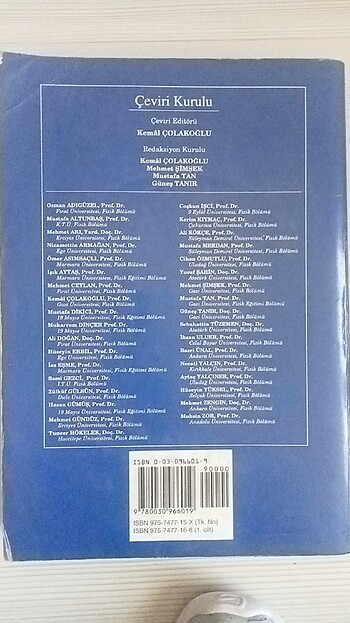 Çeviri Kurulu
Çeviri Editörü
Kemâl ÇOLAKOĞLU
Redaksiyon Kurulu
Kemâl ÇOLAKOĞLU
Mehmet ŞİMŞEK
Mustafa TAN
Güneş TANIR
Osman ADIGÜZEL, Prof. Dr.
Fırat Üniversitesi, Fizik Bölümü
Mustafa ALTUNBAŞ, Prof. Dr.
K.T.Ü. Fizik Bölümü
Mehmet ARI, Yard. Doç. Dr.
Erciyes Üniversitesi, Fizik Bölümü
Nizamettin ARMAĞAN, Prof. Dr.
Ege Üniversitesi, Fizik Bölümü
Ömer ASIMSAÇLI, Prof. Dr.
Marmara Üniversitesi, Fizik Bölümü
Işık AYTAŞ, Prof. Dr.
Marmara Üniversitesi, Fizik Eğitimi Bölümü
Mehmet CEYLAN, Prof. Dr.
Fırat Üniversitesi, Fizik Bölümü
Kemâl ÇOLAKOĞLU, Prof. Dr.
Gazi Üniversitesi, Fizik Bölümü
Mustafa DİKİCİ, Prof. Dr.
19 Mayıs Üniversitesi, Fizik Eğitimi Bölümü
Muharrem DİNÇER Prof. Dr.
19 Mayıs Üniversitesi, Fizik Bölümü
Ali DOĞAN, Doç. Dr.
Fırat Üniversitesi, Fizik Bölümü
Hüseyin ERBİL, Prof. Dr.
Ege Üniversitesi, Fizik Bölümü
İsa EŞME, Prof. Dr.
Marmara Üniversitesi, Fizik Eğitimi Bölümü
Sami GEZCİ, Prof. Dr.
İ.T.Ü. Fizik Bölümü
Zülküf GÜLSÜN, Prof. Dr.
Dicle Üniversitesi, Fizik Bölümü
Hasan GÜMÜŞ, Prof. Dr.
19 Mayıs Üniversitesi, Fizik Eğitimi Bölümü
Mehmet GÜNDÜZ, Prof. Dr.
Erciyes Üniversitesi, Fizik Bölümü
Tuncer HÖKELEK, Doç. Dr.
Hacettepe Üniversitesi, Fizik Bölümü
Coşkun İŞÇİ, Prof. Dr.
9 Eylül Üniversitesi, Fizik Bölümü
Kerim KIYMAÇ, Prof. Dr.
Çukurova Üniversitesi, Fizik Bölümü
Ali KÖKÇE, Prof. Dr.
Süleyman Demirel Üniversitesi, Fizik Bölümü
Mustafa MERDAN, Prof. Dr.
Süleyman Demirel Üniversitesi, Fizik Bölümü
Cihan ÖZMUTLU, Prof. Dr.
Uludağ Üniversitesi, Fizik Bölümü
Yusuf ŞAHİN, Doç. Dr.
Atatürk Üniversitesi, Fizik Bölümü
Mehmet ŞİMŞEK, Prof. Dr.
Gazi Üniversitesi, Fizik Bölümü
Mustafa TAN, Prof. Dr.
Gazi Üniversitesi, Fizik Eğitimi Bölümü
Güneş TANIR, Doç. Dr.
Gazi Üniversitesi, Fizik Bölümü
Sebahattin TÜZEMEN, Doç. Dr.
Atatürk Üniversitesi, Fizik Bölümü
İhsan ULUER, Prof. Dr.
Celal Bayar Üniversitesi, Fizik Bölümü
Basri ÜNAL, Prof. Dr.
Ankara Üniversitesi, Fizik Bölümü
Necati YALÇIN, Prof. Dr.
Kırıkkale Üniversitesi, Fizik Bölümü
Aytaç YALÇINER, Prof. Dr.
Uludağ Üniversitesi, Fizik Bölümü
Hüseyin YÜKSEL, Prof. Dr.
Selçuk Üniversitesi, Fizik Bölümü
Mehmet ZENGİN, Doç. Dr.
Ankara Üniversitesi, Fizik Bölümü
Muhsin ZOR, Prof. Dr.
Anadolu Üniversitesi, Fizik Bölümü
ISBN 0-03-096601-9
90000
9 780030 966019
ISBN 975-7477-15-X (Tk. No)
ISBN 975-7477-16-8 (1. cilt)